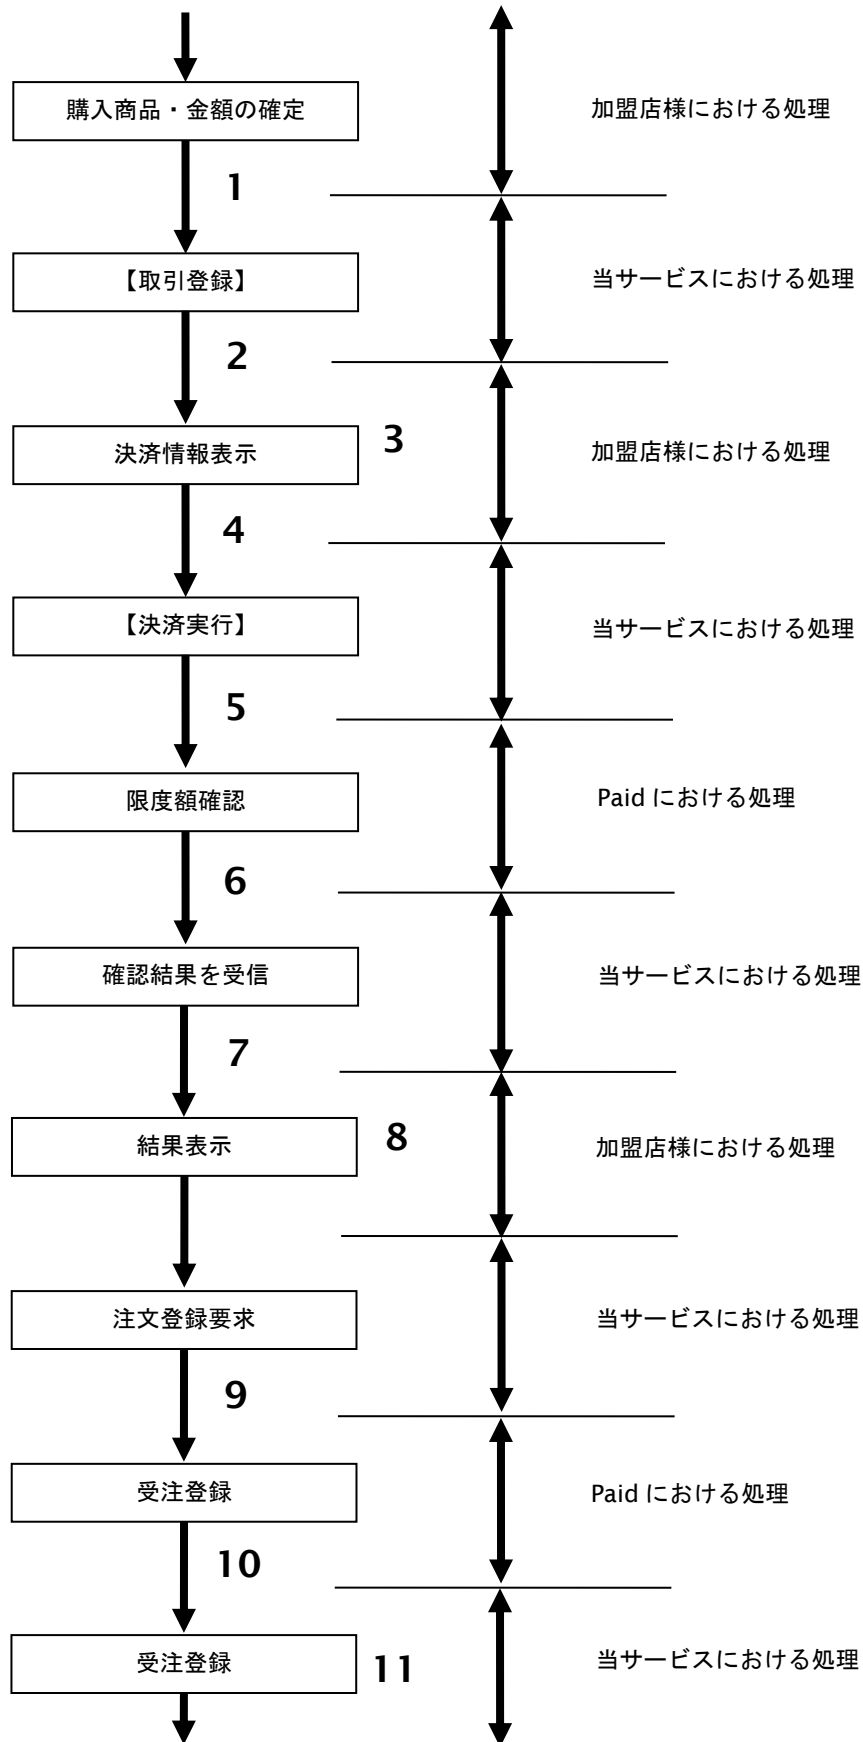 購入商品・金額の確定
加盟店様における処理
1
【取引登録】
当サービスにおける処理
2
決済情報表示
3
加盟店様における処理
4
【決済実行】
当サービスにおける処理
5
限度額確認
Paid における処理
6
確認結果を受信
当サービスにおける処理
7
結果表示
8
加盟店様における処理
注文登録要求
当サービスにおける処理
9
受注登録
Paid における処理
10
受注登録
11
当サービスにおける処理